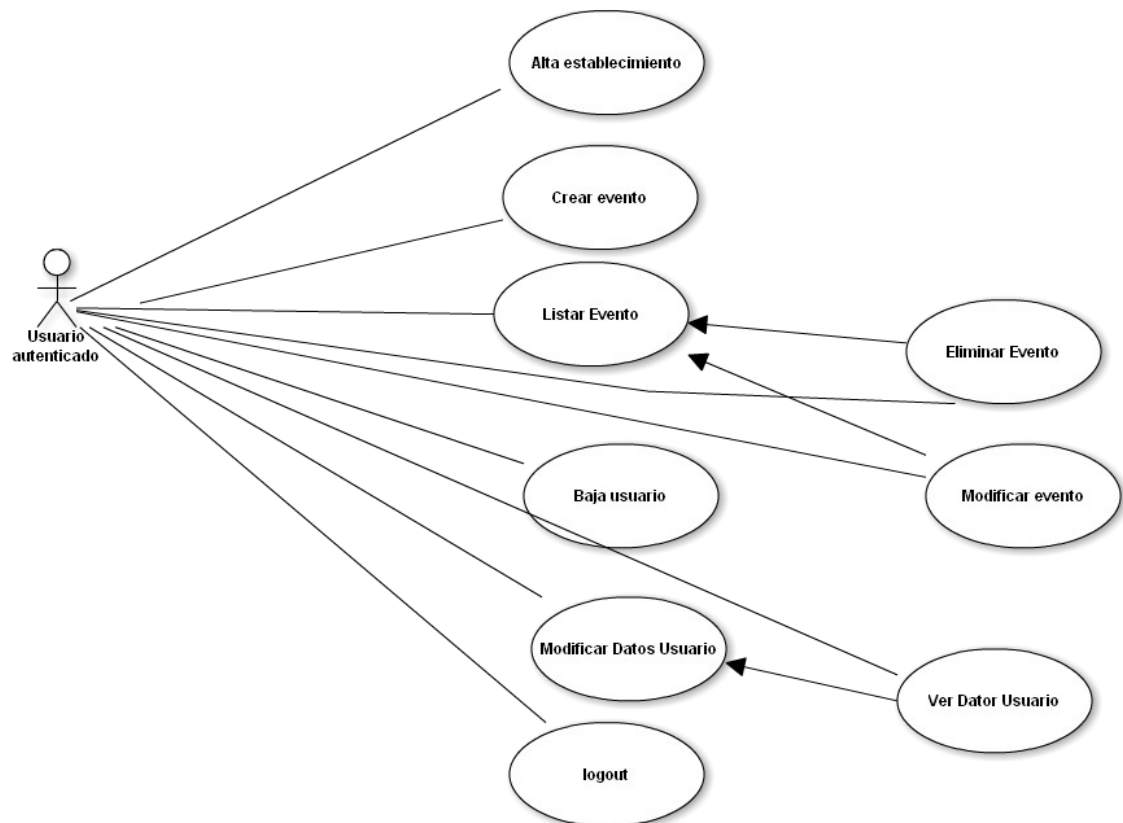 Alta establecimiento
Crear evento
Listar Evento
Usuario
autenticado
Eliminar Evento
Baja usuario
Modificar evento
Modificar Datos Usuario
Ver Dator Usuario
logout